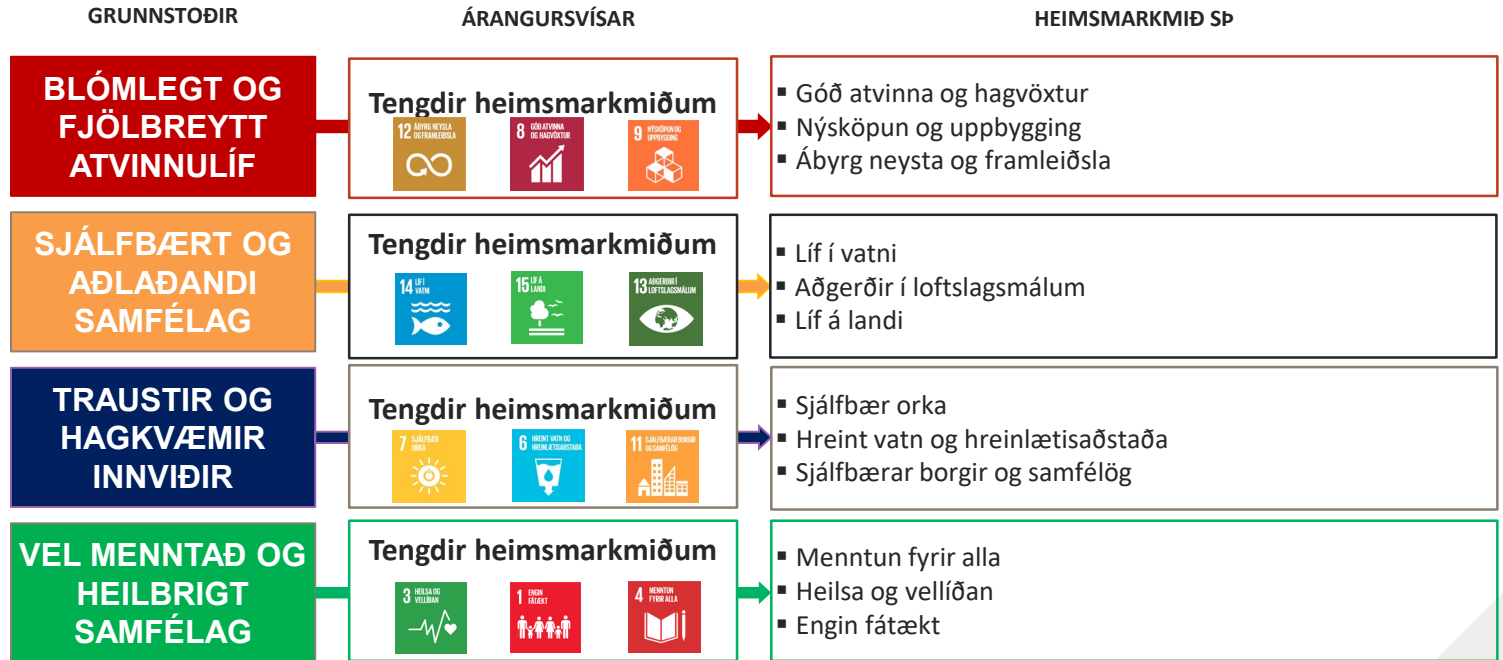 GRUNNSTOÐIR
ÁRANGURSVÍSAR
HEIMSMARKMIÐ SÞ
BLÓMLEGT OG
FJÖLBREYTT
ATVINNULÍF
Tengdir heimsmarkmiðum
12 ÁBYRG NEYSLA
OG FRAMLEIÐSLA
8 GÓÐ ATVINNA
OG HAGVÖXTUR
9 NÝSKÖPUN OG
UPPBYGGING
▪ Góð atvinna og hagvöxtur
▪ Nýsköpun og uppbygging
▪ Ábyrg neysta og framleiðsla
SJÁLFBÆRT OG
AÐLAÐANDI
SAMFÉLAG
Tengdir heimsmarkmiðum
14 LÍF Í
VATNI
15 LÍF Á
LANDI
13 AÐGERÐIR Í
LOFTSLAGSMÁLUM
▪ Líf í vatni
▪ Aðgerðir í loftslagsmálum
▪ Líf á landi
TRAUSTIR OG
HAGKVÆMIR
INNVIÐIR
Tengdir heimsmarkmiðum
7 SJÁLFBÆR
ORKA
6 HREINT VATN OG
HREINLÆTISAÐSTAÐA
11 SJÁLFBÆRAR BORGIR
OG SAMFÉLÖG
▪ Sjálfbær orka
▪ Hreint vatn og hreinlætisaðstaða
▪ Sjálfbærar borgir og samfélög
VEL MENNTAÐ OG
HEILBRIGT
SAMFÉLAG
Tengdir heimsmarkmiðum
3 HEILSA OG
VELLÍÐAN
1 ENGIN
FÁTÆKT
4 MENNTUN
FYRIR ALLA
▪ Menntun fyrir alla
▪ Heilsa og vellíðan
▪ Engin fátækt